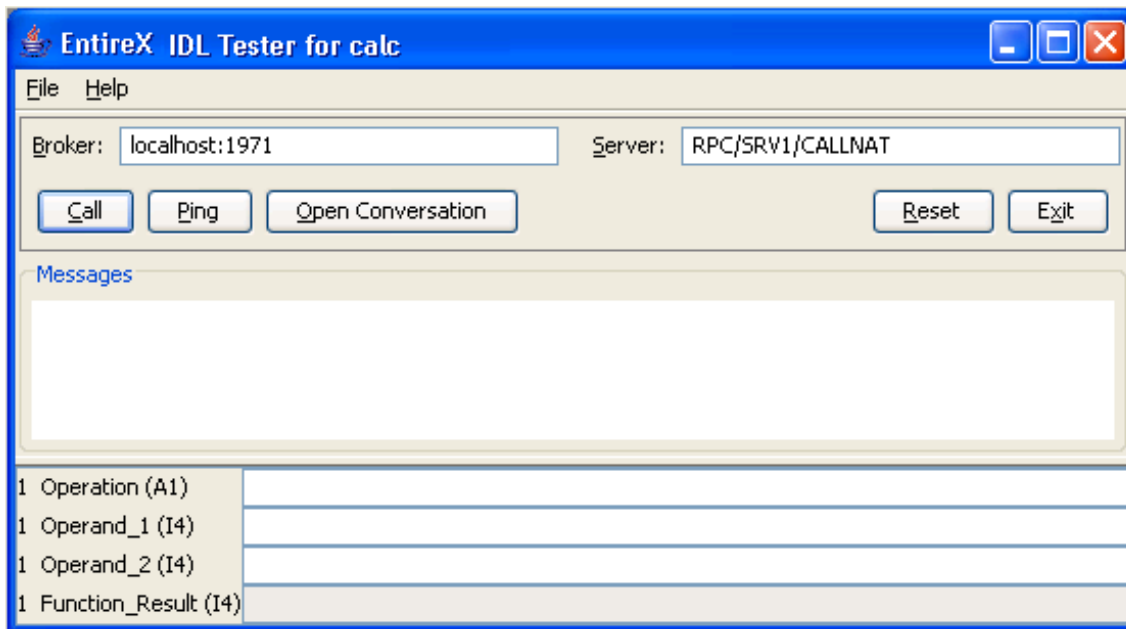 EntireX IDL Tester for calc
File Help
Broker: localhost:1971 Server: RPC/SRV1/CALLNAT
Call Ping Open Conversation Reset Exit
Messages
1 Operation (A1)
1 Operand_1 (I4)
1 Operand_2 (I4)
1 Function_Result (I4)